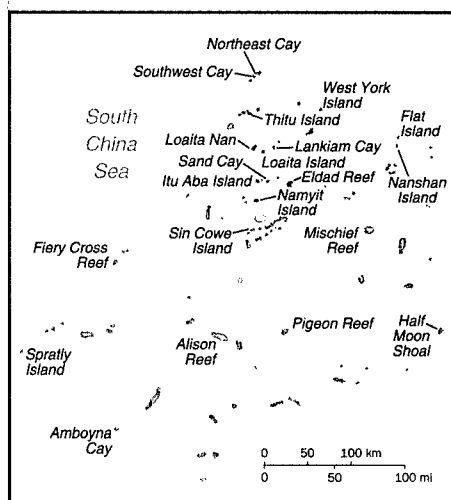 Northeast Cay
Southwest Cay
West York
Island
Thitu Island
Flat
Island
South
China
Sea
Loaita Nan
Lankiam Cay
Loaita Island
Sand Cay
Eldad Reef
Itu Aba Island
Nanshan
Island
Namyit
Island
Sin Cowe
Island
Mischief
Reef
Fiery Cross
Reef
Spratly
Island
Alison
Reef
Pigeon Reef
Half
Moon
Shoal
Amboyna
Cay
0 50 100 km
0 50 100 mi